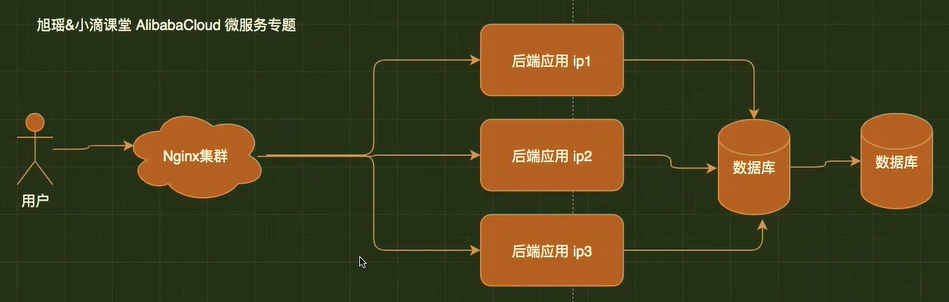 旭瑶&小滴课堂 AlibabaCloud 微服务专题
后端应用 ip1
Nginx集群
后端应用 ip2
数据库
数据库
用户
后端应用 ip3